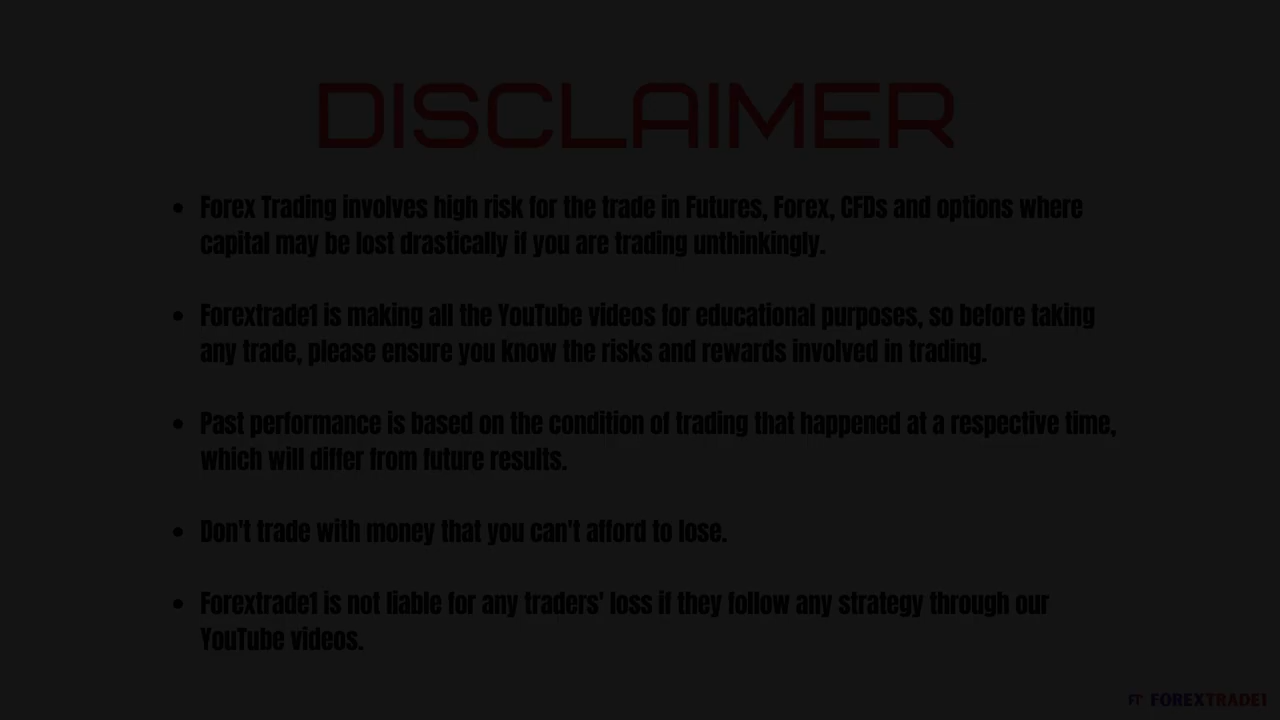 DISCLAIMER
• Forex Trading involves high risk for the trade in Futures, Forex, CFDs and options where
capital may be lost drastically if you are trading unthinkingly.
• Forextrade1 is making all the YouTube videos for educational purposes, so before taking
any trade, please ensure you know the risks and rewards involved in trading.
• Past performance is based on the condition of trading that happened at a respective time,
which will differ from future results.
• Don't trade with money that you can't afford to lose.
• Forextrade1 is not liable for any traders' loss if they follow any strategy through our
YouTube videos.
FT FOREXTRADE1